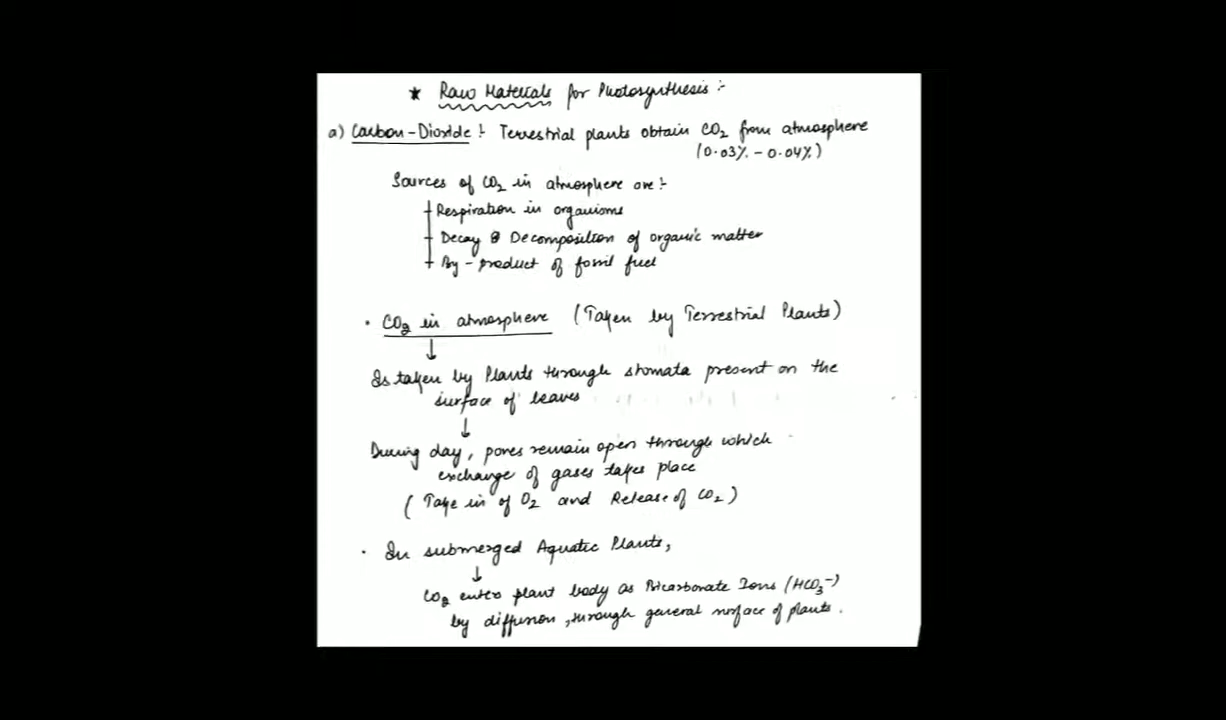 ★ Raw Materials for Photosynthesis :-
a) Carbon-Dioxide :- Terrestrial plants obtain CO₂ from atmosphere
(0.03% - 0.04%)
Sources of CO₂ in atmosphere are :-
Respiration in organisms
Decay & Decomposition of organic matter
By-product of fossil fuel
• CO₂ in atmosphere (Taken by Terrestrial Plants)
↓
Is taken by Plants through stomata present on the
surface of leaves
↓
During day, pores remain open through which
exchange of gases takes place
(Take in of O₂ and Release of CO₂)
• In submerged Aquatic Plants,
↓
CO₂ enters plant body as Bicarbonate Ions (HCO₃⁻)
by diffusion, through general surface of plants.